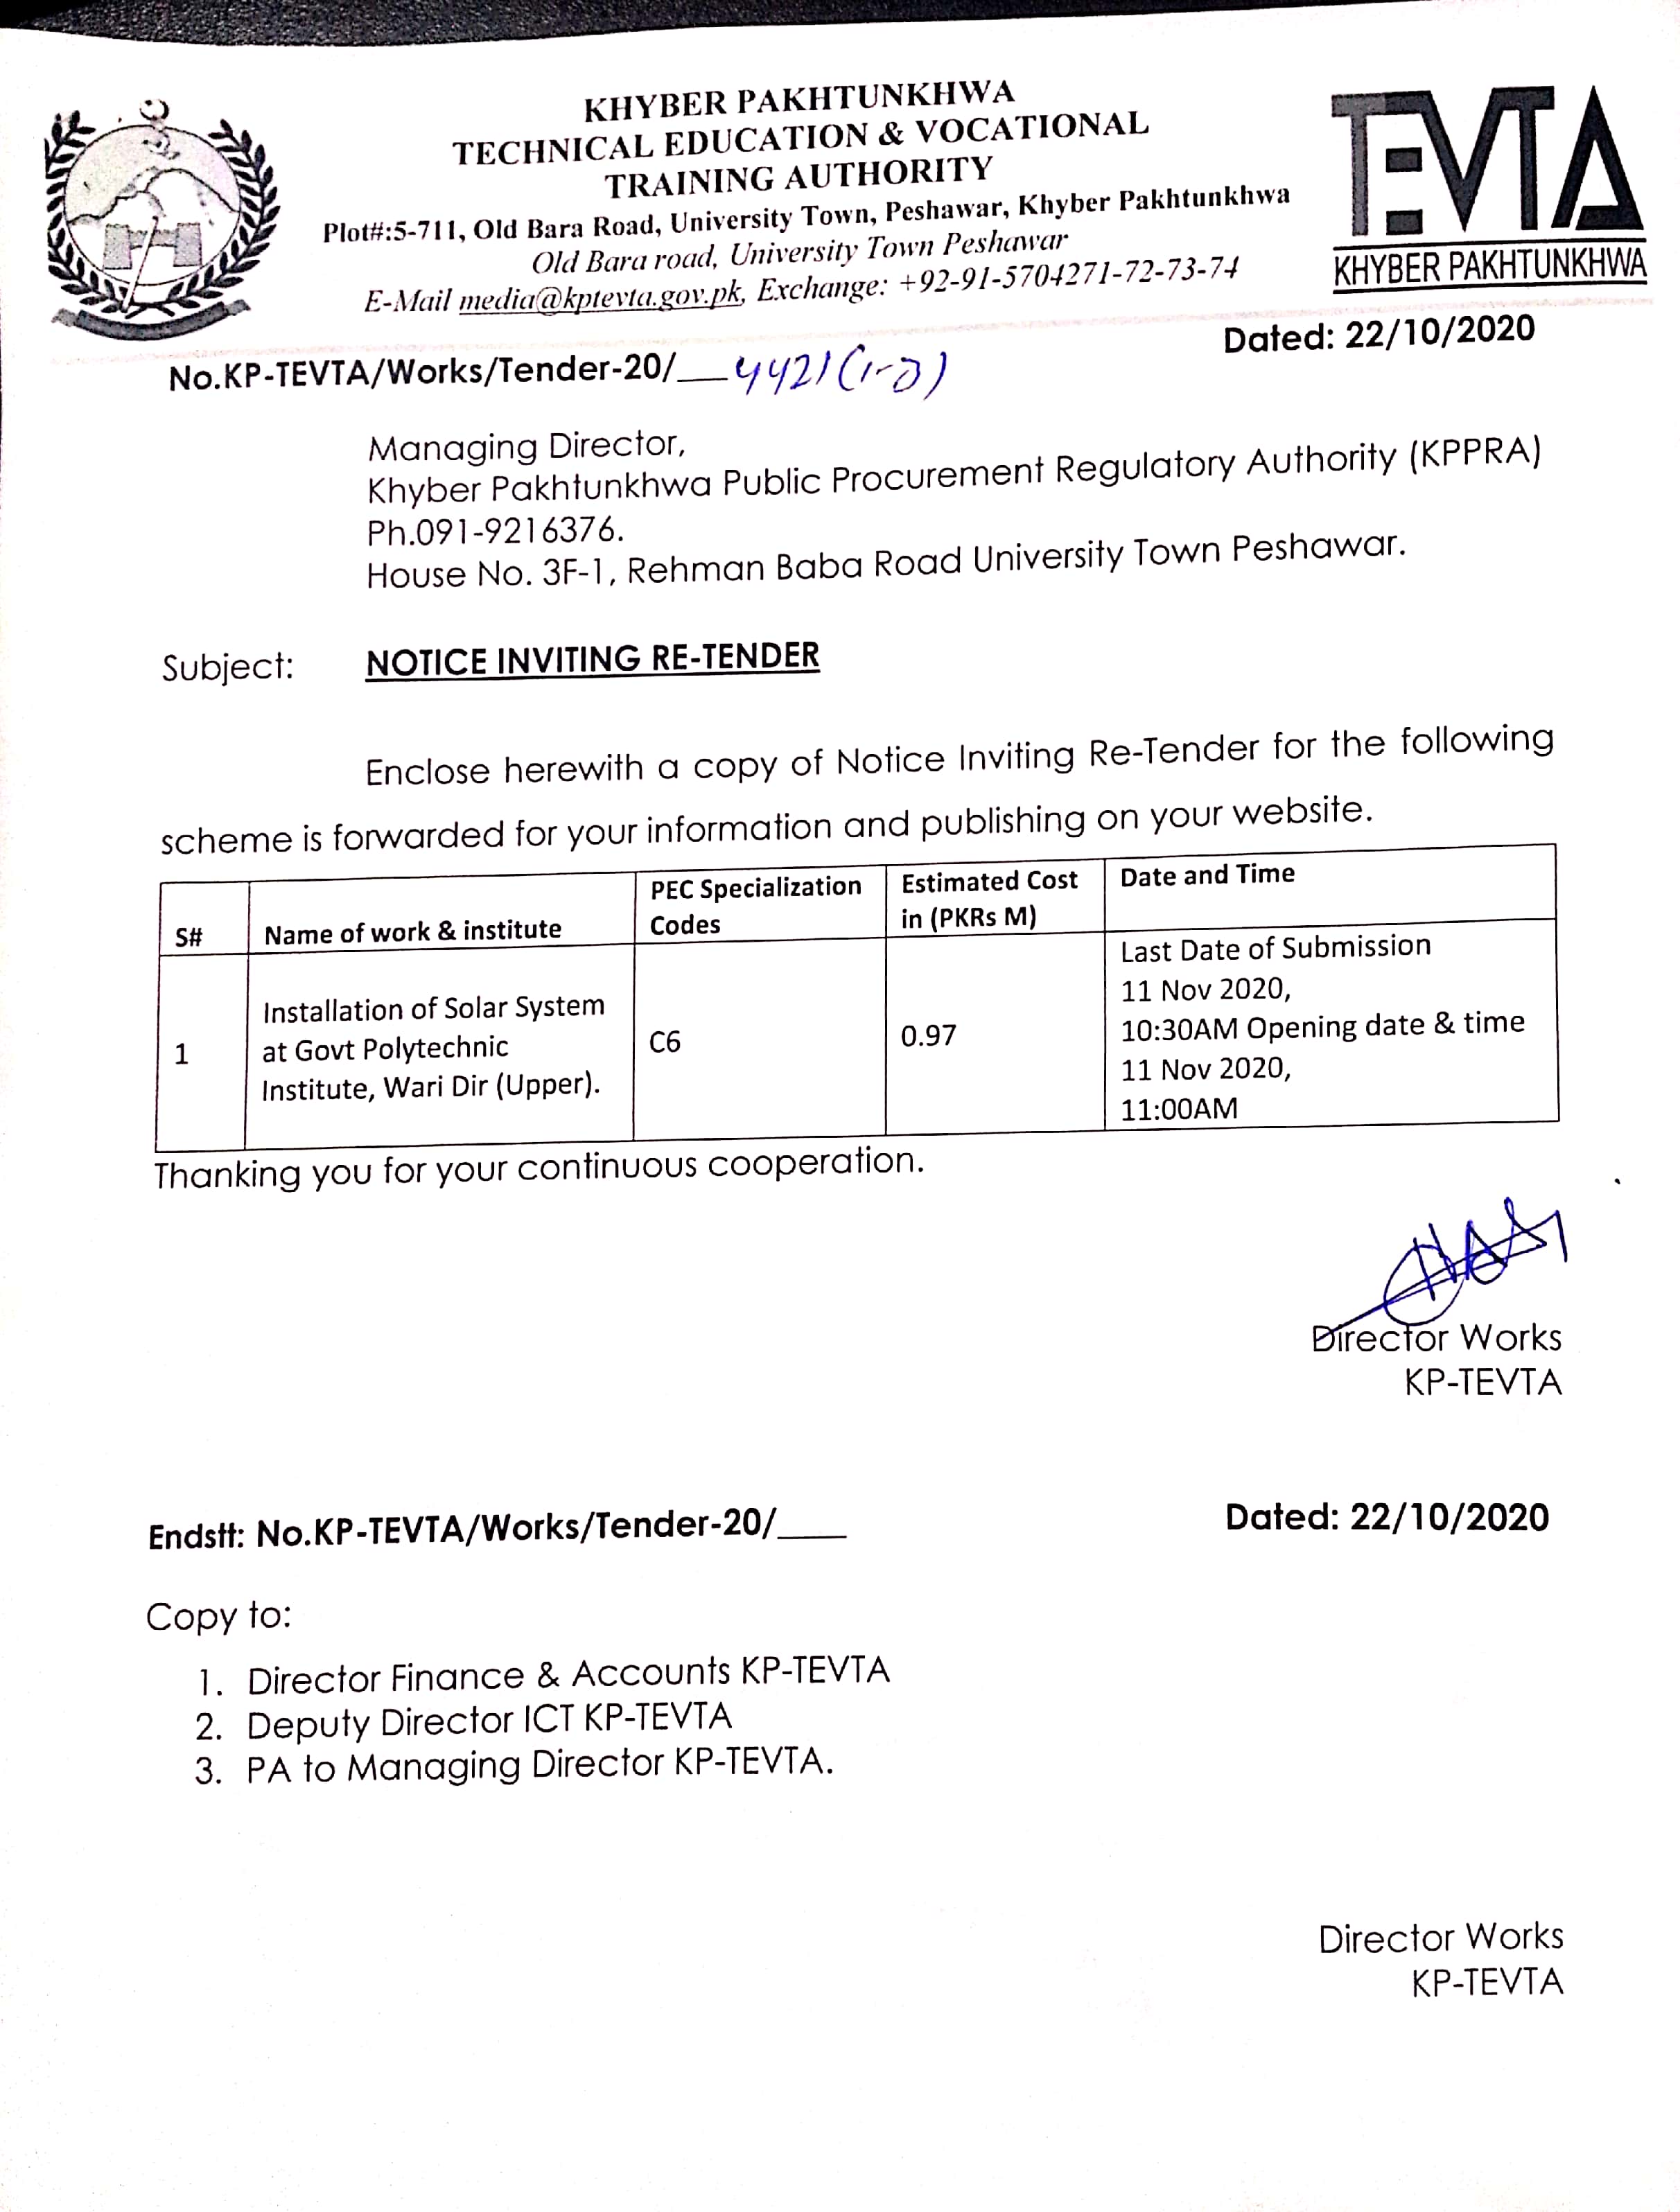 KHYBER PAKHTUNKHWA
TECHNICAL EDUCATION & VOCATIONAL
TRAINING AUTHORITY
Plot#:5-711, Old Bara Road, University Town, Peshawar, Khyber Pakhtunkhwa
Old Bara road, University Town Peshawar
E-Mail media@kptevta.gov.pk, Exchange: +92-91-5704271-72-73-74
TEVTA
KHYBER PAKHTUNKHWA
Dated: 22/10/2020
No.KP-TEVTA/Works/Tender-20/___ 4421
Managing Director,
Khyber Pakhtunkhwa Public Procurement Regulatory Authority (KPPRA)
Ph.091-9216376.
House No. 3F-1, Rehman Baba Road University Town Peshawar.
Subject: NOTICE INVITING RE-TENDER
Enclose herewith a copy of Notice Inviting Re-Tender for the following
scheme is forwarded for your information and publishing on your website.
S# Name of work & institute PEC Specialization Codes Estimated Cost in (PKRs M) Date and Time
1
Installation of Solar System
at Govt Polytechnic
Institute, Wari Dir (Upper).
C6
0.97
Last Date of Submission
11 Nov 2020,
10:30AM Opening date & time
11 Nov 2020,
11:00AM
Thanking you for your continuous cooperation.
Director Works
KP-TEVTA
Endstt: No.KP-TEVTA/Works/Tender-20/____ Dated: 22/10/2020
Copy to:
1. Director Finance & Accounts KP-TEVTA
2. Deputy Director ICT KP-TEVTA
3. PA to Managing Director KP-TEVTA.
Director Works
KP-TEVTA